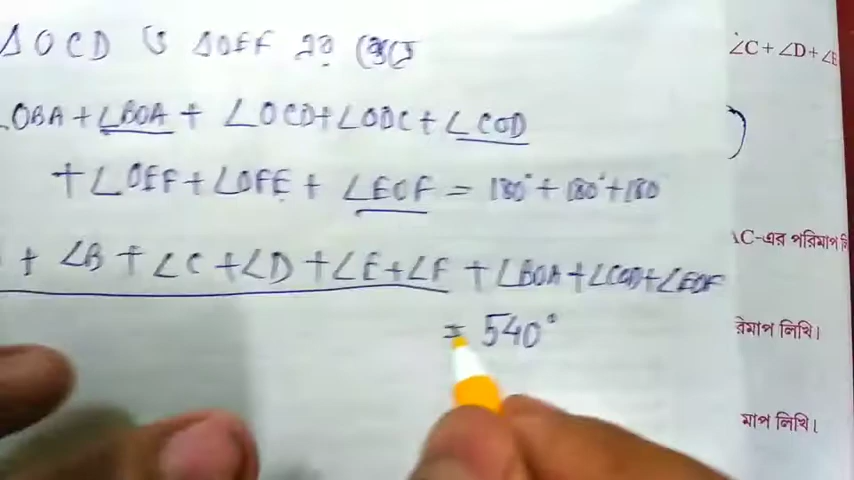 ΔOCD ও ΔOEF এর ক্ষেত্রে
∠OBA + ∠BOA + ∠OCD + ∠ODC + ∠COD
+ ∠OEF + ∠OFE + ∠EOF = 180° + 180° + 180
+ ∠B + ∠C + ∠D + ∠E + ∠F + ∠BOA + ∠COD + ∠EOF
= 540°
∠C + ∠D + ∠E
C-এর পরিমাপ
লিখি।
মাপ লিখি।